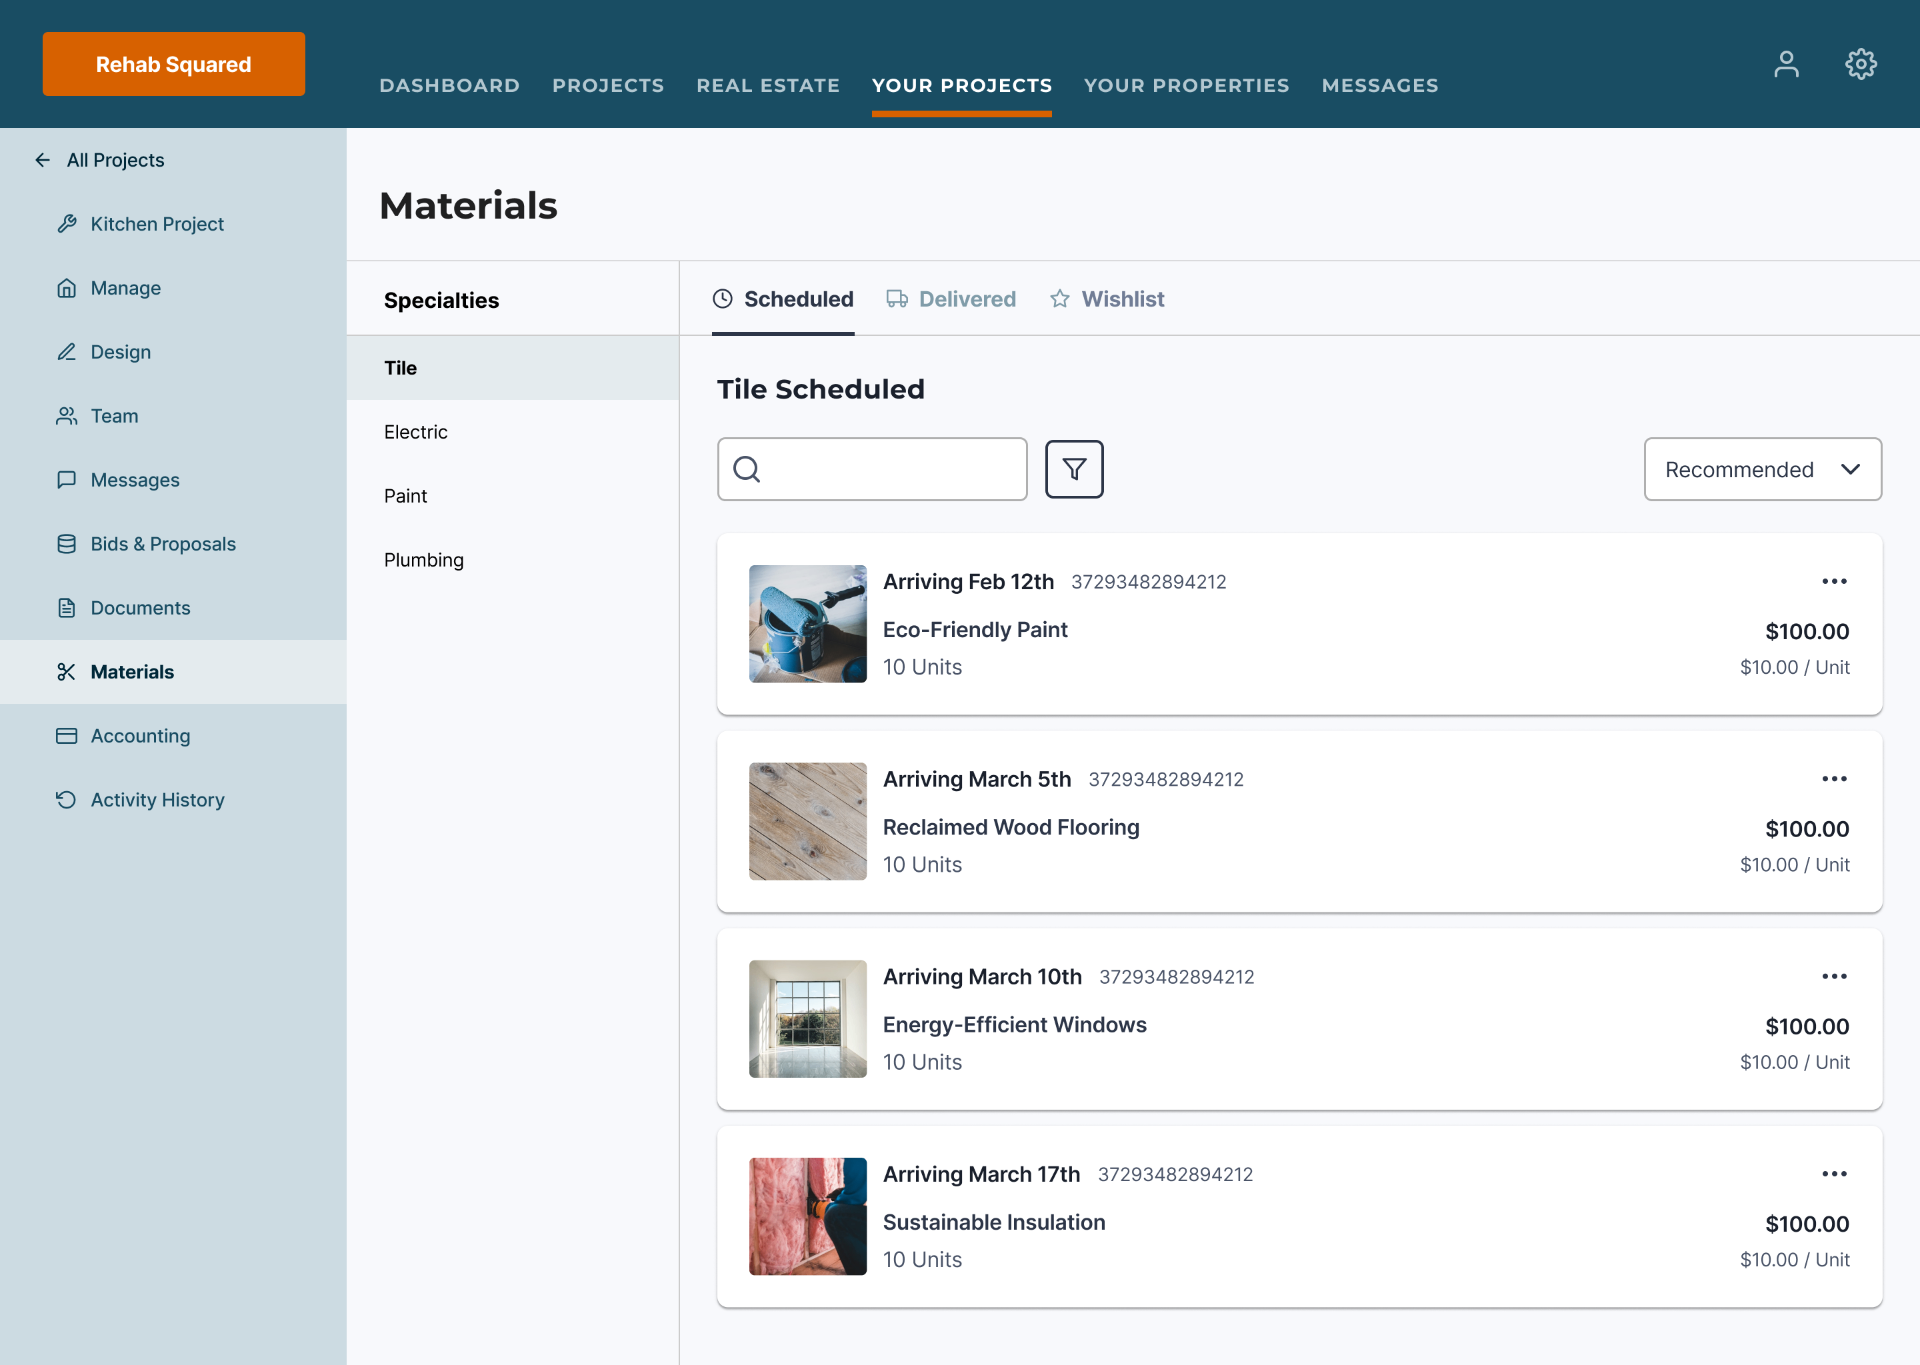 Rehab Squared
DASHBOARD PROJECTS REAL ESTATE YOUR PROJECTS YOUR PROPERTIES MESSAGES
All Projects
Kitchen Project
Manage
Design
Team
Messages
Bids & Proposals
Documents
Materials
Accounting
Activity History
Materials
Specialties
Tile
Electric
Paint
Plumbing
Scheduled Delivered Wishlist
Tile Scheduled
Recommended
Arriving Feb 12th 37293482894212
Eco-Friendly Paint
$100.00
10 Units
$10.00 / Unit
Arriving March 5th 37293482894212
Reclaimed Wood Flooring
$100.00
10 Units
$10.00 / Unit
Arriving March 10th 37293482894212
Energy-Efficient Windows
$100.00
10 Units
$10.00 / Unit
Arriving March 17th 37293482894212
Sustainable Insulation
$100.00
10 Units
$10.00 / Unit